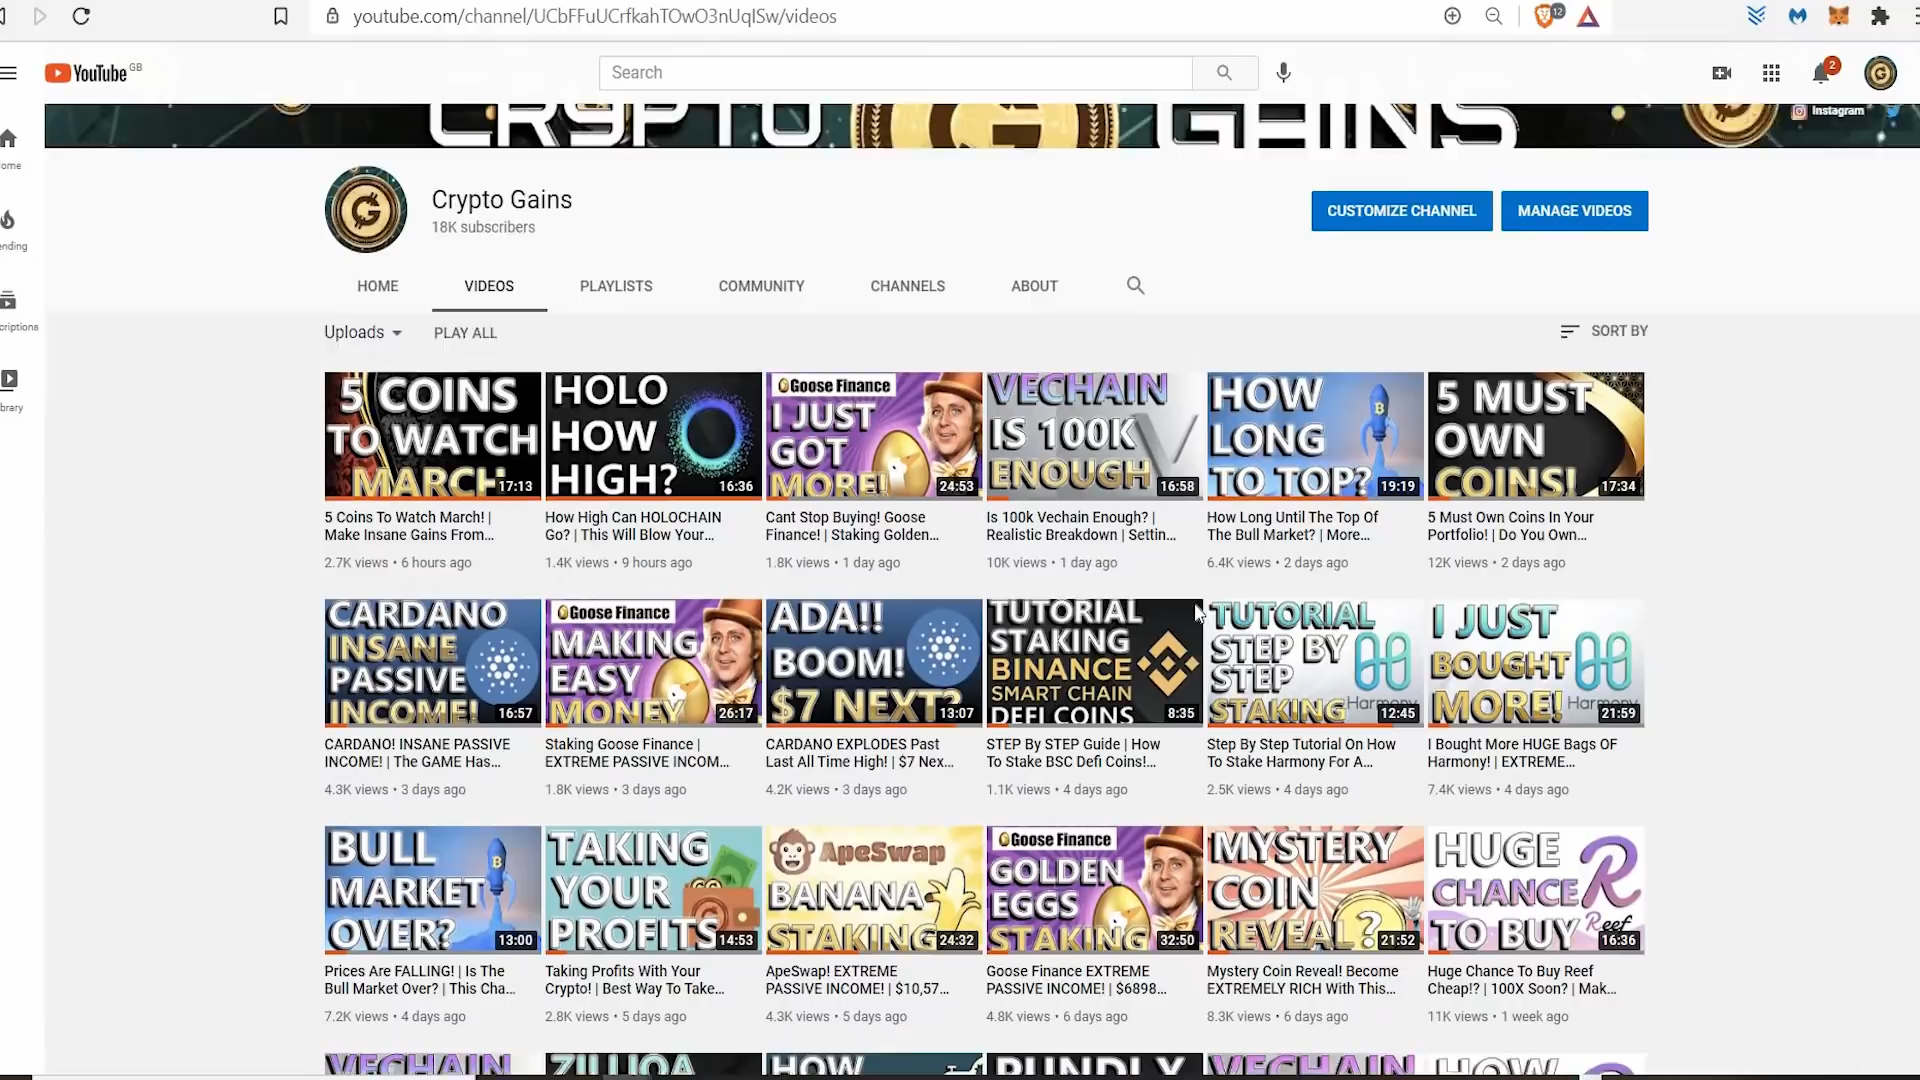 youtube.com/channel/UCbFFuUCrfkahTOwO3nUqISw/videos
12
YouTube GB
Search
2
CRYPTO GAINS
Instagram
ome
ending
criptions
brary
Crypto Gains
18K subscribers
CUSTOMIZE CHANNEL
MANAGE VIDEOS
HOME
VIDEOS
PLAYLISTS
COMMUNITY
CHANNELS
ABOUT
Uploads
PLAY ALL
SORT BY
5 COINS
TO WATCH
MARCH
17:13
5 Coins To Watch March! |
Make Insane Gains From...
2.7K views • 6 hours ago
HOLO
HOW
HIGH?
16:36
How High Can HOLOCHAIN
Go? | This Will Blow Your...
1.4K views • 9 hours ago
Goose Finance
I JUST
GOT
MORE!
24:53
Cant Stop Buying! Goose
Finance! | Staking Golden...
1.8K views • 1 day ago
VECHAIN
IS 100K
ENOUGH
16:58
Is 100k Vechain Enough? |
Realistic Breakdown | Settin...
10K views • 1 day ago
HOW
LONG
TO TOP?
19:19
How Long Until The Top Of
The Bull Market? | More...
6.4K views • 2 days ago
5 MUST
OWN
COINS!
17:34
5 Must Own Coins In Your
Portfolio! | Do You Own...
12K views • 2 days ago
CARDANO
INSANE
PASSIVE
INCOME!
16:57
CARDANO! INSANE PASSIVE
INCOME! | The GAME Has...
4.3K views • 3 days ago
Goose Finance
MAKING
EASY
MONEY
26:17
Staking Goose Finance |
EXTREME PASSIVE INCOM...
1.8K views • 3 days ago
ADA!!
BOOM!
$7 NEXT?
13:07
CARDANO EXPLODES Past
Last All Time High! | $7 Nex...
4.2K views • 3 days ago
TUTORIAL
STAKING
BINANCE
SMART CHAIN
DEFI COINS
8:35
STEP By STEP Guide | How
To Stake BSC Defi Coins!...
1.1K views • 4 days ago
TUTORIAL
STEP BY
STEP
STAKING
Harmony
12:45
Step By Step Tutorial On How
To Stake Harmony For A...
2.5K views • 4 days ago
I JUST
BOUGHT
MORE!
Harmony
21:59
I Bought More HUGE Bags OF
Harmony! | EXTREME...
7.4K views • 4 days ago
BULL
MARKET
OVER?
13:00
Prices Are FALLING! | Is The
Bull Market Over? | This Cha...
7.2K views • 4 days ago
TAKING
YOUR
PROFITS
14:53
Taking Profits With Your
Crypto! | Best Way To Take...
2.8K views • 5 days ago
ApeSwap
BANANA
STAKING
24:32
ApeSwap! EXTREME
PASSIVE INCOME! | $10,57...
4.3K views • 5 days ago
Goose Finance
GOLDEN
EGGS
STAKING
32:50
Goose Finance EXTREME
PASSIVE INCOME! | $6898...
4.8K views • 6 days ago
MYSTERY
COIN
REVEAL
?
21:52
Mystery Coin Reveal! Become
EXTREMELY RICH With This...
8.3K views • 6 days ago
HUGE
CHANCE
TO BUY
Reef
16:36
Huge Chance To Buy Reef
Cheap!? | 100X Soon? | Mak...
11K views • 1 week ago
VECHAIN
ZILLIQA
HOW
BUNDLY
VECHAIN
HOW